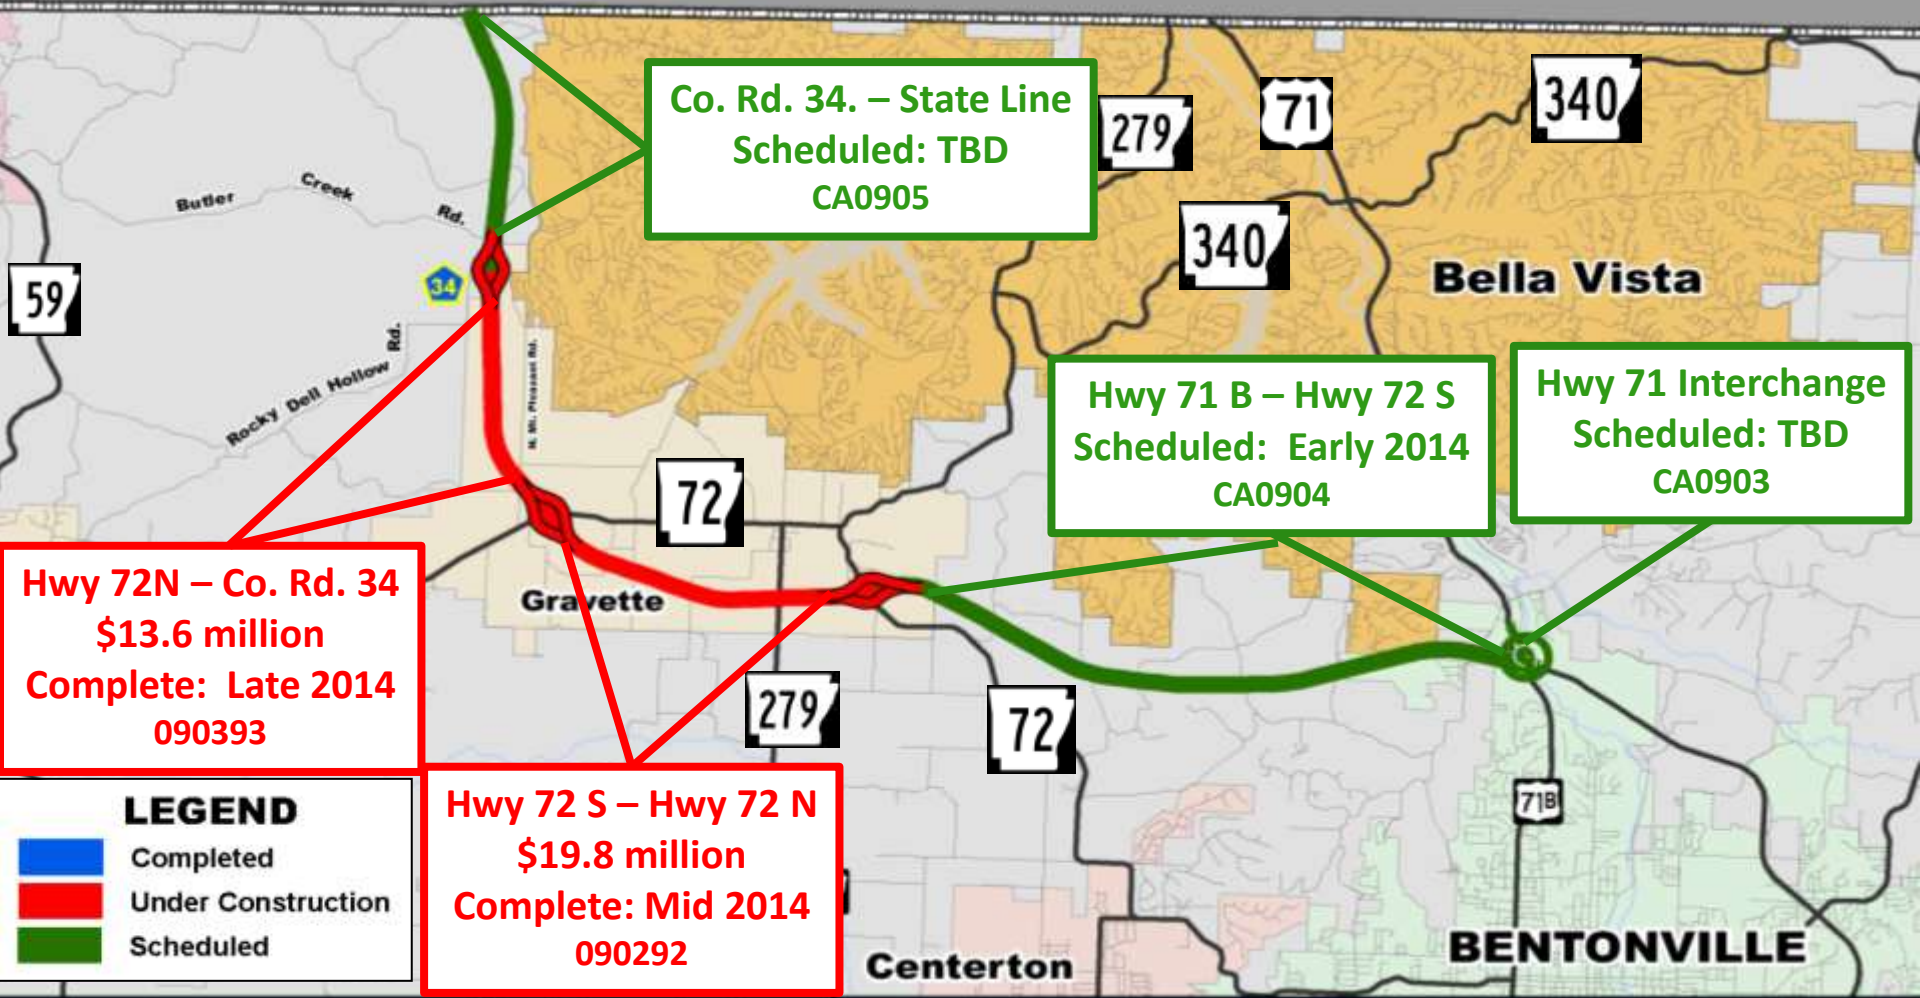 Co. Rd. 34. – State Line
Scheduled: TBD
CA0905
279
71
340
Butler Creek Rd.
340
Bella Vista
34
59
Rocky Dell Hollow Rd.
N. Mt. Pleasant Rd.
Hwy 71 B – Hwy 72 S
Scheduled: Early 2014
CA0904
Hwy 71 Interchange
Scheduled: TBD
CA0903
72
Hwy 72N – Co. Rd. 34
$13.6 million
Complete: Late 2014
090393
Gravette
279
72
71B
LEGEND
Completed
Under Construction
Scheduled
Hwy 72 S – Hwy 72 N
$19.8 million
Complete: Mid 2014
090292
Centerton
BENTONVILLE